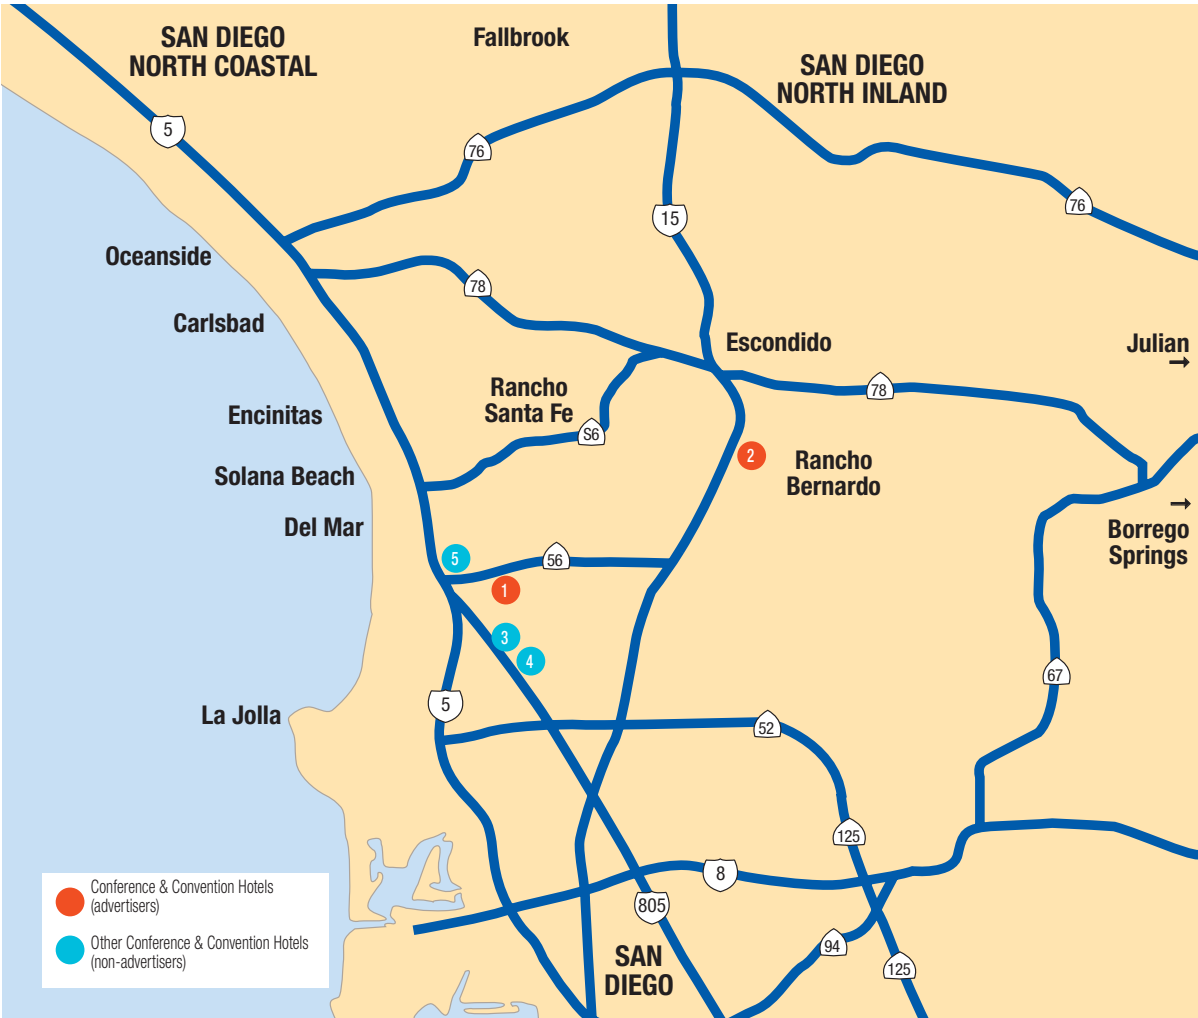 SAN DIEGO
NORTH COASTAL
Fallbrook
SAN DIEGO
NORTH INLAND
5
76
76
15
Oceanside
78
Carlsbad
Escondido
Julian
→
Rancho
Santa Fe
78
Encinitas
S6
2
Rancho
Bernardo
Solana Beach
→
Del Mar
Borrego
Springs
5
56
1
3
4
67
5
La Jolla
52
125
8
Conference & Convention Hotels
(advertisers)
805
Other Conference & Convention Hotels
(non-advertisers)
94
SAN
DIEGO
125